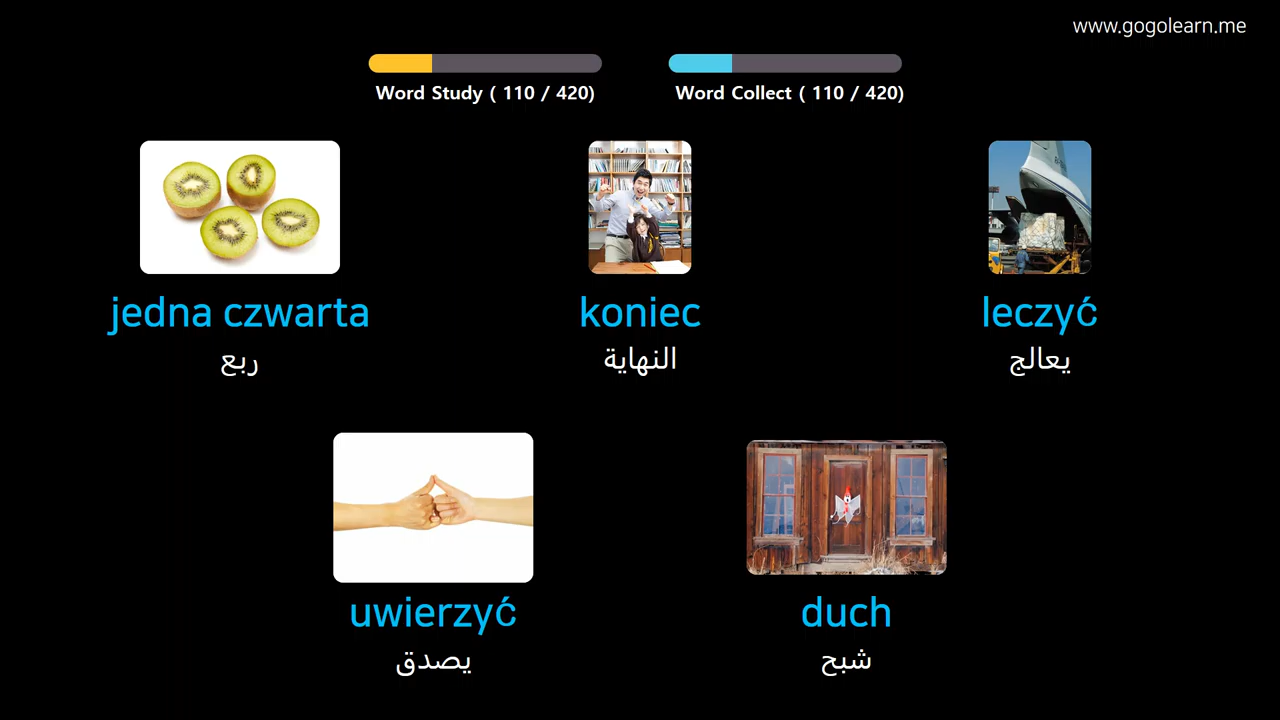 www.gogolearn.me
Word Study ( 110 / 420)
Word Collect ( 110 / 420)
jedna czwarta
ربع
koniec
النهاية
leczyć
يعالج
uwierzyć
يصدق
duch
شبح